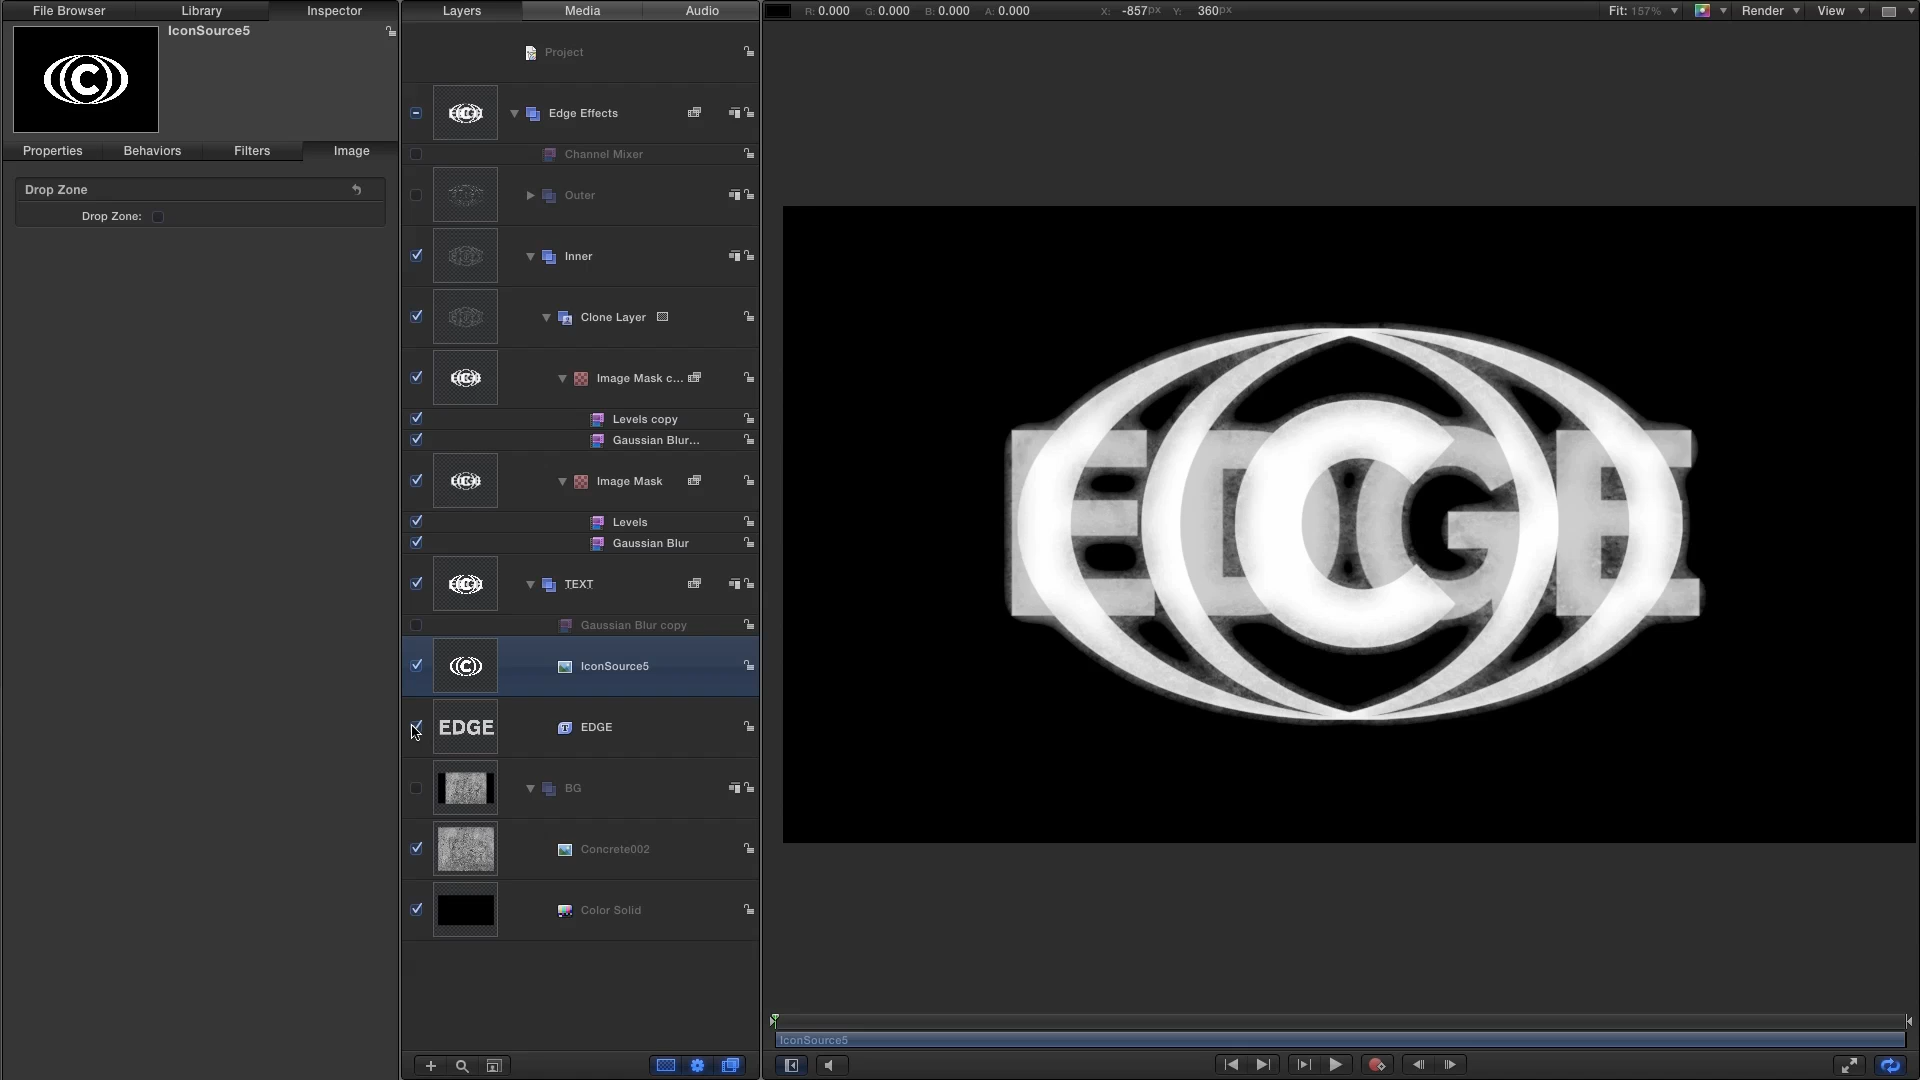 File Browser
Library
Inspector
IconSource5
Properties
Behaviors
Filters
Image
Drop Zone
Drop Zone:
Layers
Media
Audio
Project
Edge Effects
Channel Mixer
Outer
Inner
Clone Layer
Image Mask c...
Levels copy
Gaussian Blur...
Image Mask
Levels
Gaussian Blur
TEXT
Gaussian Blur copy
IconSource5
EDGE
EDGE
BG
Concrete002
Color Solid
R: 0.000 G: 0.000 B: 0.000 A: 0.000 X: -857px Y: 360px
Fit: 157%
Render
View
EDGE
C
IconSource5